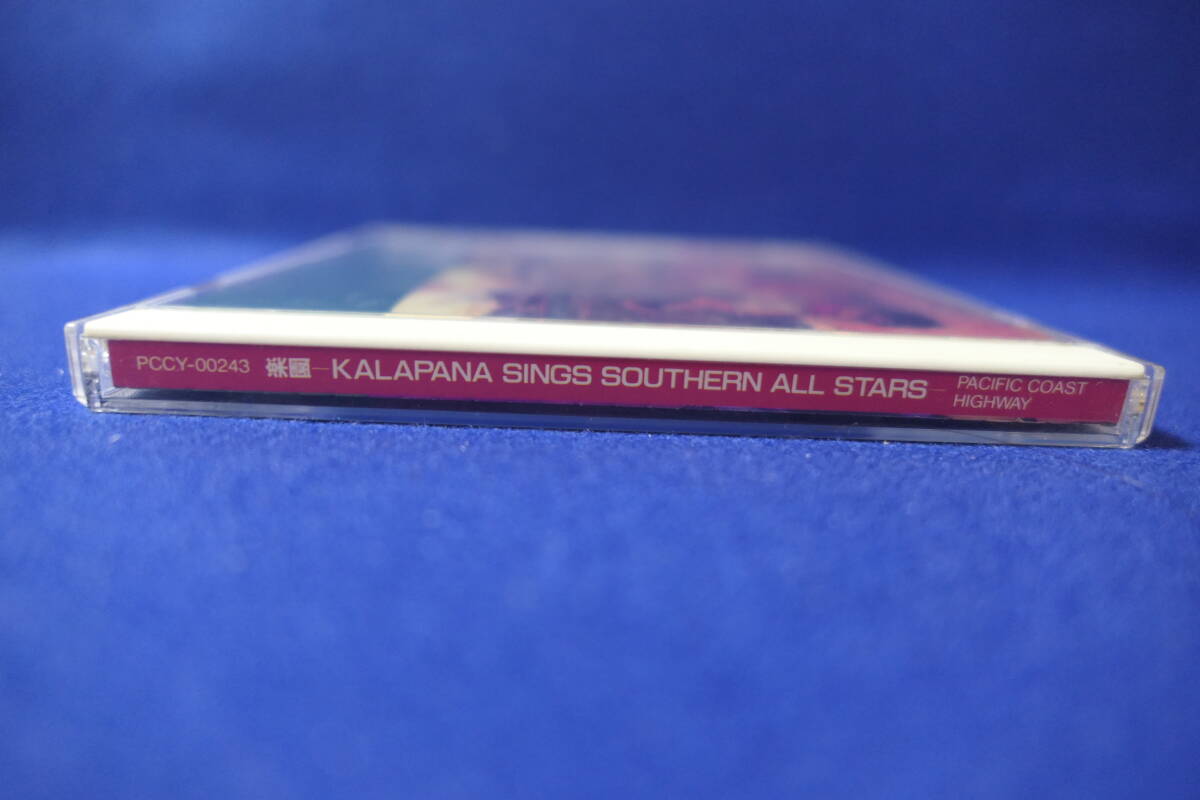 PCCY-00243 楽園—KALAPANA SINGS SOUTHERN ALL STARS— PACIFIC COAST
HIGHWAY